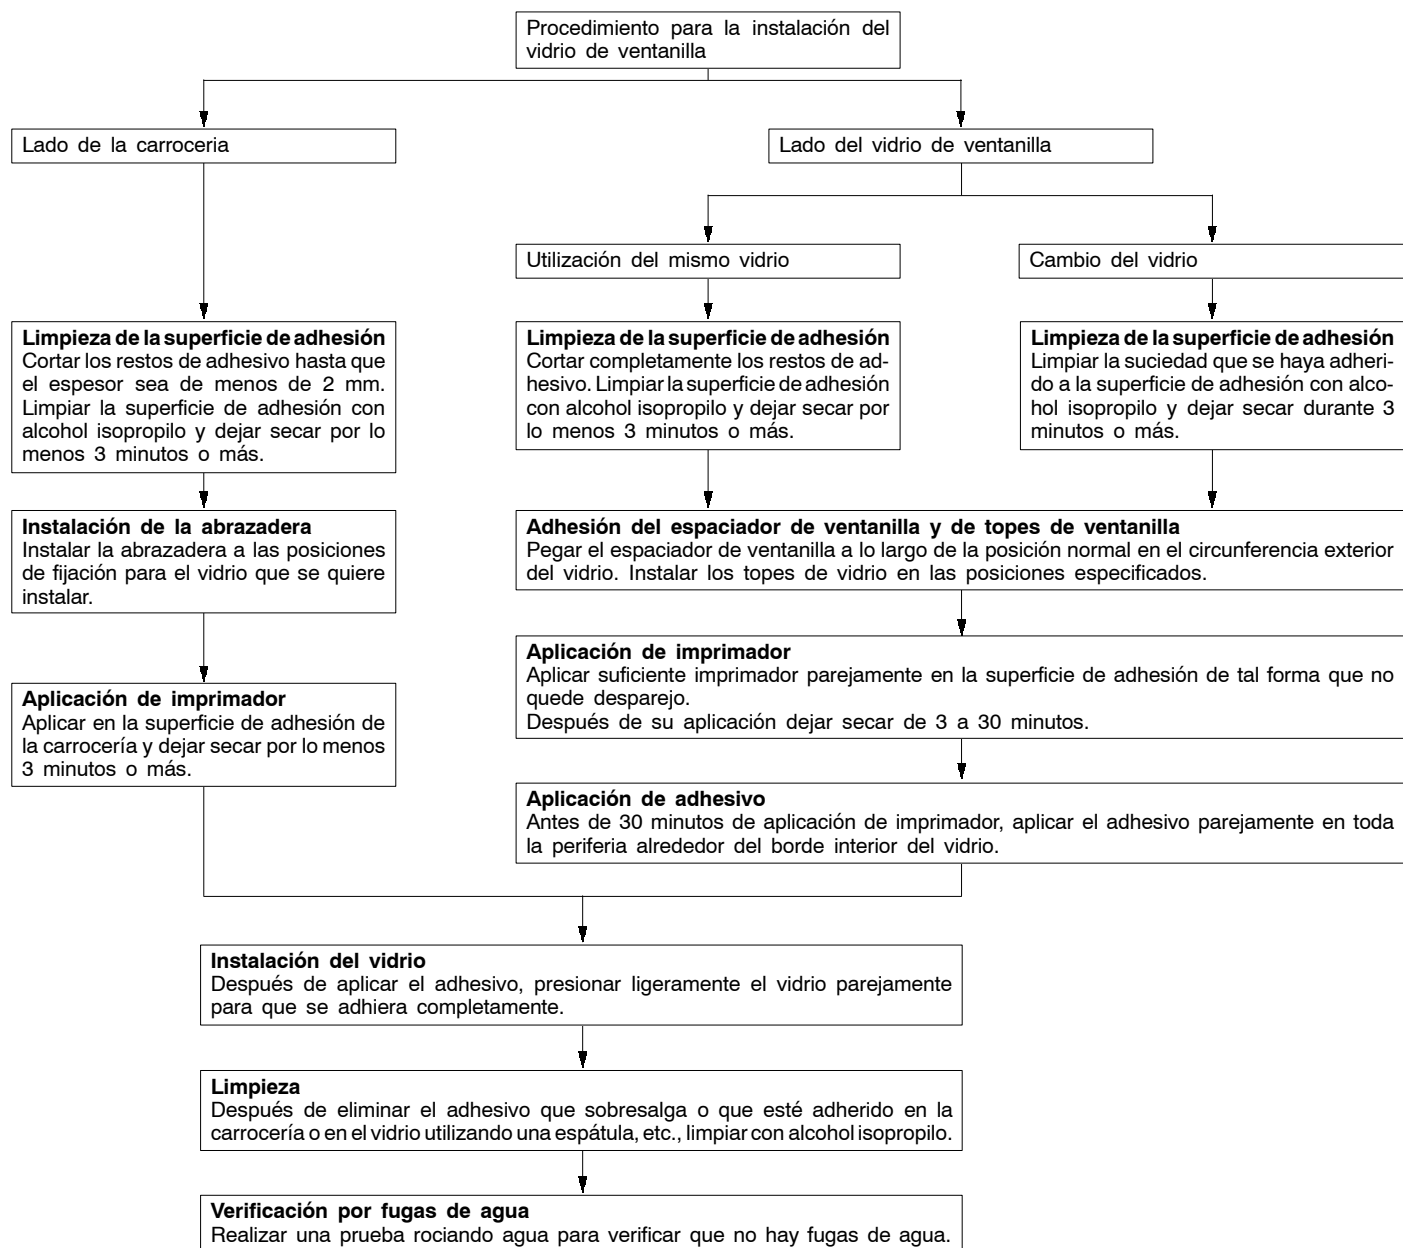 Procedimiento para la instalación del
vidrio de ventanilla
Lado de la carroceria
Lado del vidrio de ventanilla
Utilización del mismo vidrio
Cambio del vidrio
Limpieza de la superficie de adhesión
Cortar los restos de adhesivo hasta que
el espesor sea de menos de 2 mm.
Limpiar la superficie de adhesión con
alcohol isopropilo y dejar secar por lo
menos 3 minutos o más.
Limpieza de la superficie de adhesión
Cortar completamente los restos de ad-
hesivo. Limpiar la superficie de adhesión
con alcohol isopropilo y dejar secar por
lo menos 3 minutos o más.
Limpieza de la superficie de adhesión
Limpiar la suciedad que se haya adheri-
do a la superficie de adhesión con alco-
hol isopropilo y dejar secar durante 3
minutos o más.
Instalación de la abrazadera
Instalar la abrazadera a las posiciones
de fijación para el vidrio que se quiere
instalar.
Adhesión del espaciador de ventanilla y de topes de ventanilla
Pegar el espaciador de ventanilla a lo largo de la posición normal en el circunferencia exterior
del vidrio. Instalar los topes de vidrio en las posiciones especificados.
Aplicación de imprimador
Aplicar suficiente imprimador parejamente en la superficie de adhesión de tal forma que no
quede desparejo.
Después de su aplicación dejar secar de 3 a 30 minutos.
Aplicación de imprimador
Aplicar en la superficie de adhesión de
la carrocería y dejar secar por lo menos
3 minutos o más.
Aplicación de adhesivo
Antes de 30 minutos de aplicación de imprimador, aplicar el adhesivo parejamente en toda
la periferia alrededor del borde interior del vidrio.
Instalación del vidrio
Después de aplicar el adhesivo, presionar ligeramente el vidrio parejamente
para que se adhiera completamente.
Limpieza
Después de eliminar el adhesivo que sobresalga o que esté adherido en la
carrocería o en el vidrio utilizando una espátula, etc., limpiar con alcohol isopropilo.
Verificación por fugas de agua
Realizar una prueba rociando agua para verificar que no hay fugas de agua.